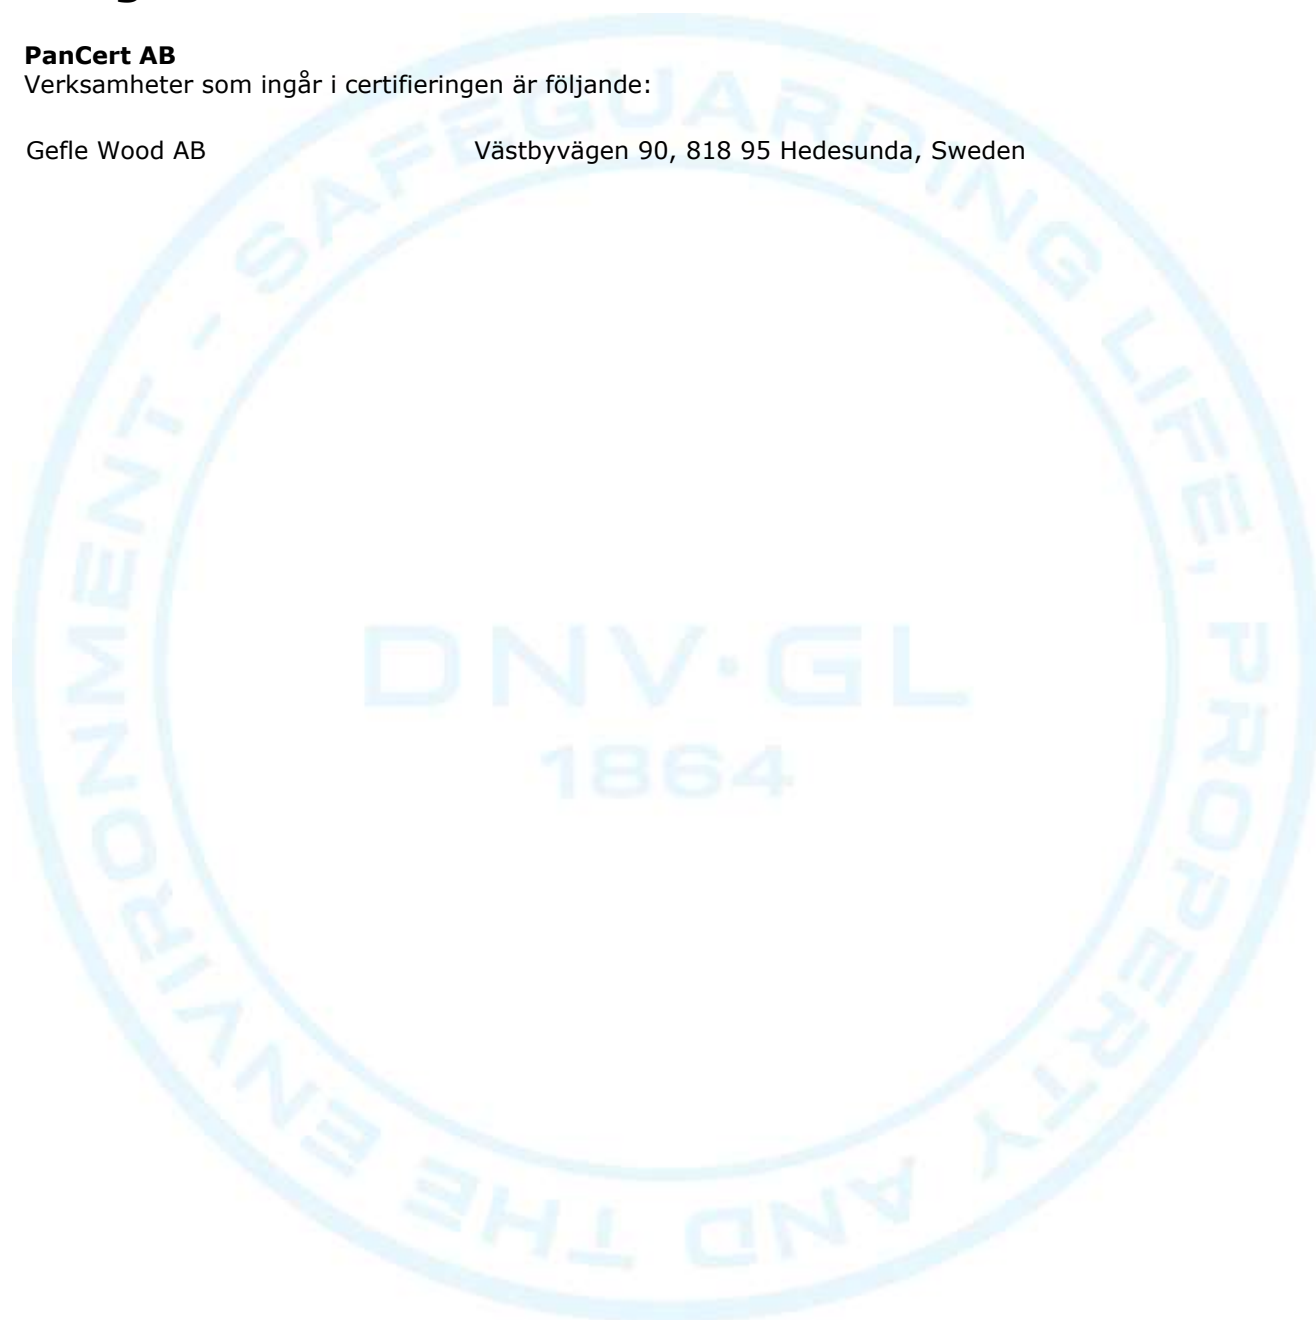 PanCert AB
Verksamheter som ingår i certifieringen är följande:
Gefle Wood AB Västbyvägen 90, 818 95 Hedesunda, Sweden
SAFEGUARDING LIFE, PROPERTY AND THE ENVIRONMENT -
DNV·GL
1864